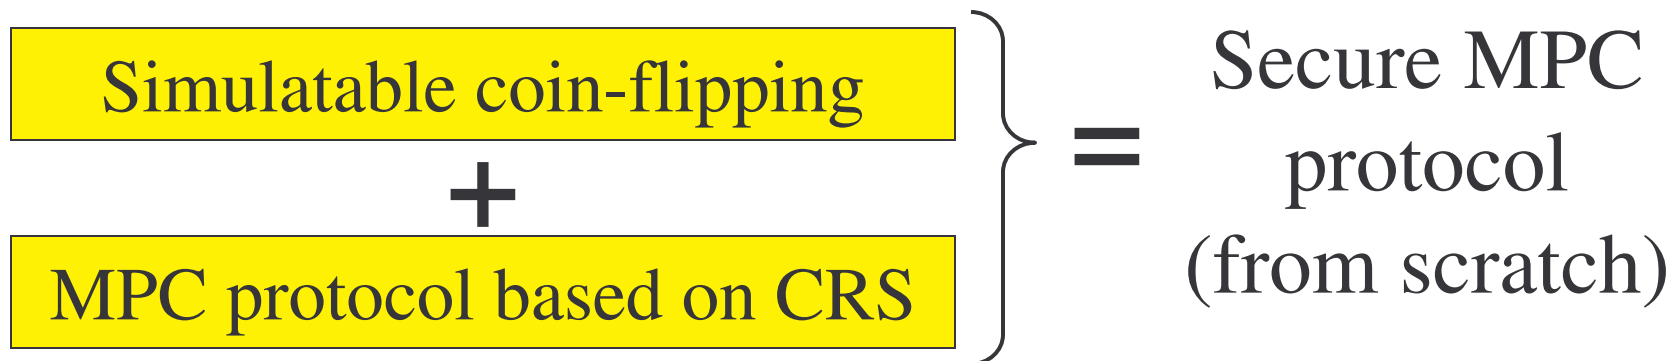 Simulatable coin-flipping
+
MPC protocol based on CRS
=
Secure MPC
protocol
(from scratch)